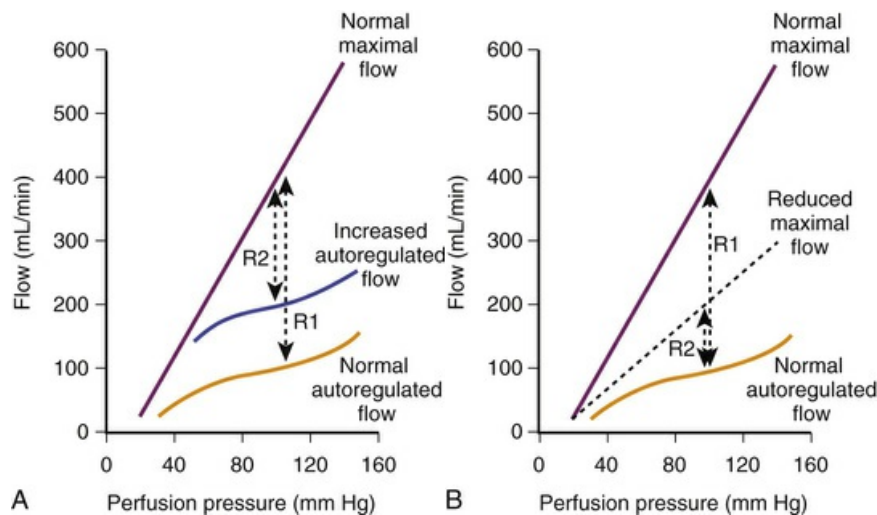 Normal
maximal
flow
600
500
400
300
200
100
0
Flow (mL/min)
R2
Increased
autoregulated
flow
R1
Normal
autoregulated
flow
0 40 80 120 160
A Perfusion pressure (mm Hg)
Normal
maximal
flow
600
500
400
300
200
100
0
Flow (mL/min)
Reduced
maximal
flow
R1
R2
Normal
autoregulated
flow
0 40 80 120 160
B Perfusion pressure (mm Hg)